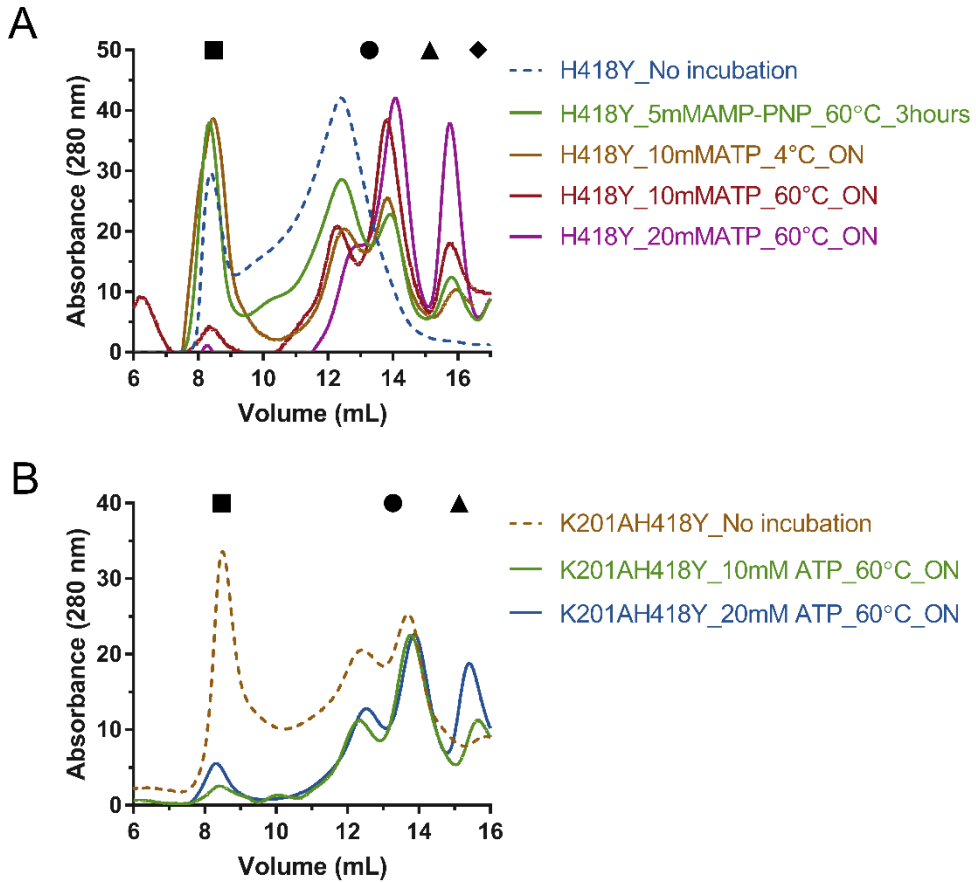 A
50
40
30
20
10
0
Absorbance (280 nm)
6 8 10 12 14 16
Volume (mL)
H418Y_No incubation
H418Y_5mMAMP-PNP_60°C_3hours
H418Y_10mMATP_4°C_ON
H418Y_10mMATP_60°C_ON
H418Y_20mMATP_60°C_ON
B
40
30
20
10
0
Absorbance (280 nm)
6 8 10 12 14 16
Volume (mL)
K201AH418Y_No incubation
K201AH418Y_10mM ATP_60°C_ON
K201AH418Y_20mM ATP_60°C_ON